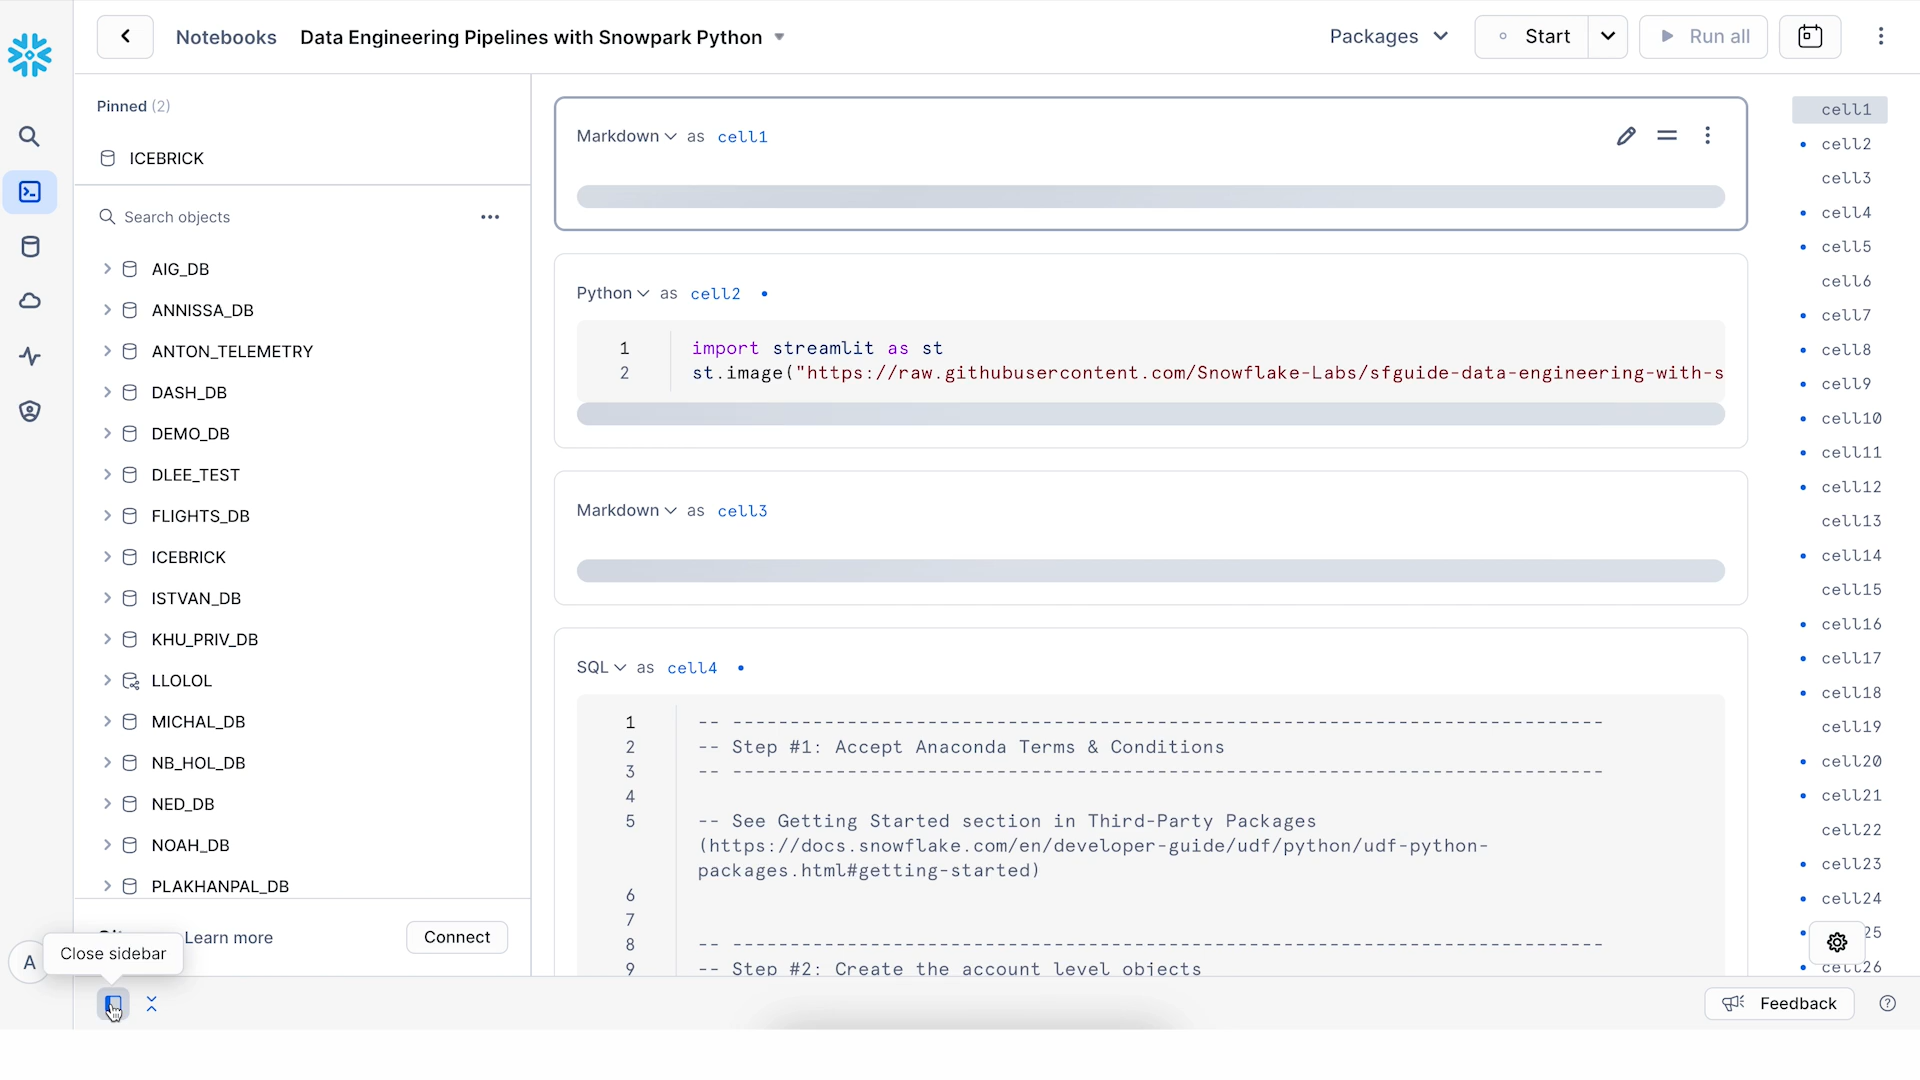 Notebooks Data Engineering Pipelines with Snowpark Python
Packages Start Run all
Pinned (2)
ICEBRICK
Search objects
AIG_DB
ANNISSA_DB
ANTON_TELEMETRY
DASH_DB
DEMO_DB
DLEE_TEST
FLIGHTS_DB
ICEBRICK
ISTVAN_DB
KHU_PRIV_DB
LLOLOL
MICHAL_DB
NB_HOL_DB
NED_DB
NOAH_DB
PLAKHANPAL_DB
Learn more
Connect
A
Close sidebar
Markdown as cell1
Python as cell2
1 import streamlit as st
2 st.image("https://raw.githubusercontent.com/Snowflake-Labs/sfguide-data-engineering-with-s
Markdown as cell3
SQL as cell4
1 -- -----------------------------------------------------------------------------
2 -- Step #1: Accept Anaconda Terms & Conditions
3 -- -----------------------------------------------------------------------------
4
5 -- See Getting Started section in Third-Party Packages
(https://docs.snowflake.com/en/developer-guide/udf/python/udf-python-
packages.html#getting-started)
6
7
8 -- -----------------------------------------------------------------------------
9 -- Step #2: Create the account level objects
cell1
cell2
cell3
cell4
cell5
cell6
cell7
cell8
cell9
cell10
cell11
cell12
cell13
cell14
cell15
cell16
cell17
cell18
cell19
cell20
cell21
cell22
cell23
cell24
25
cell26
Feedback